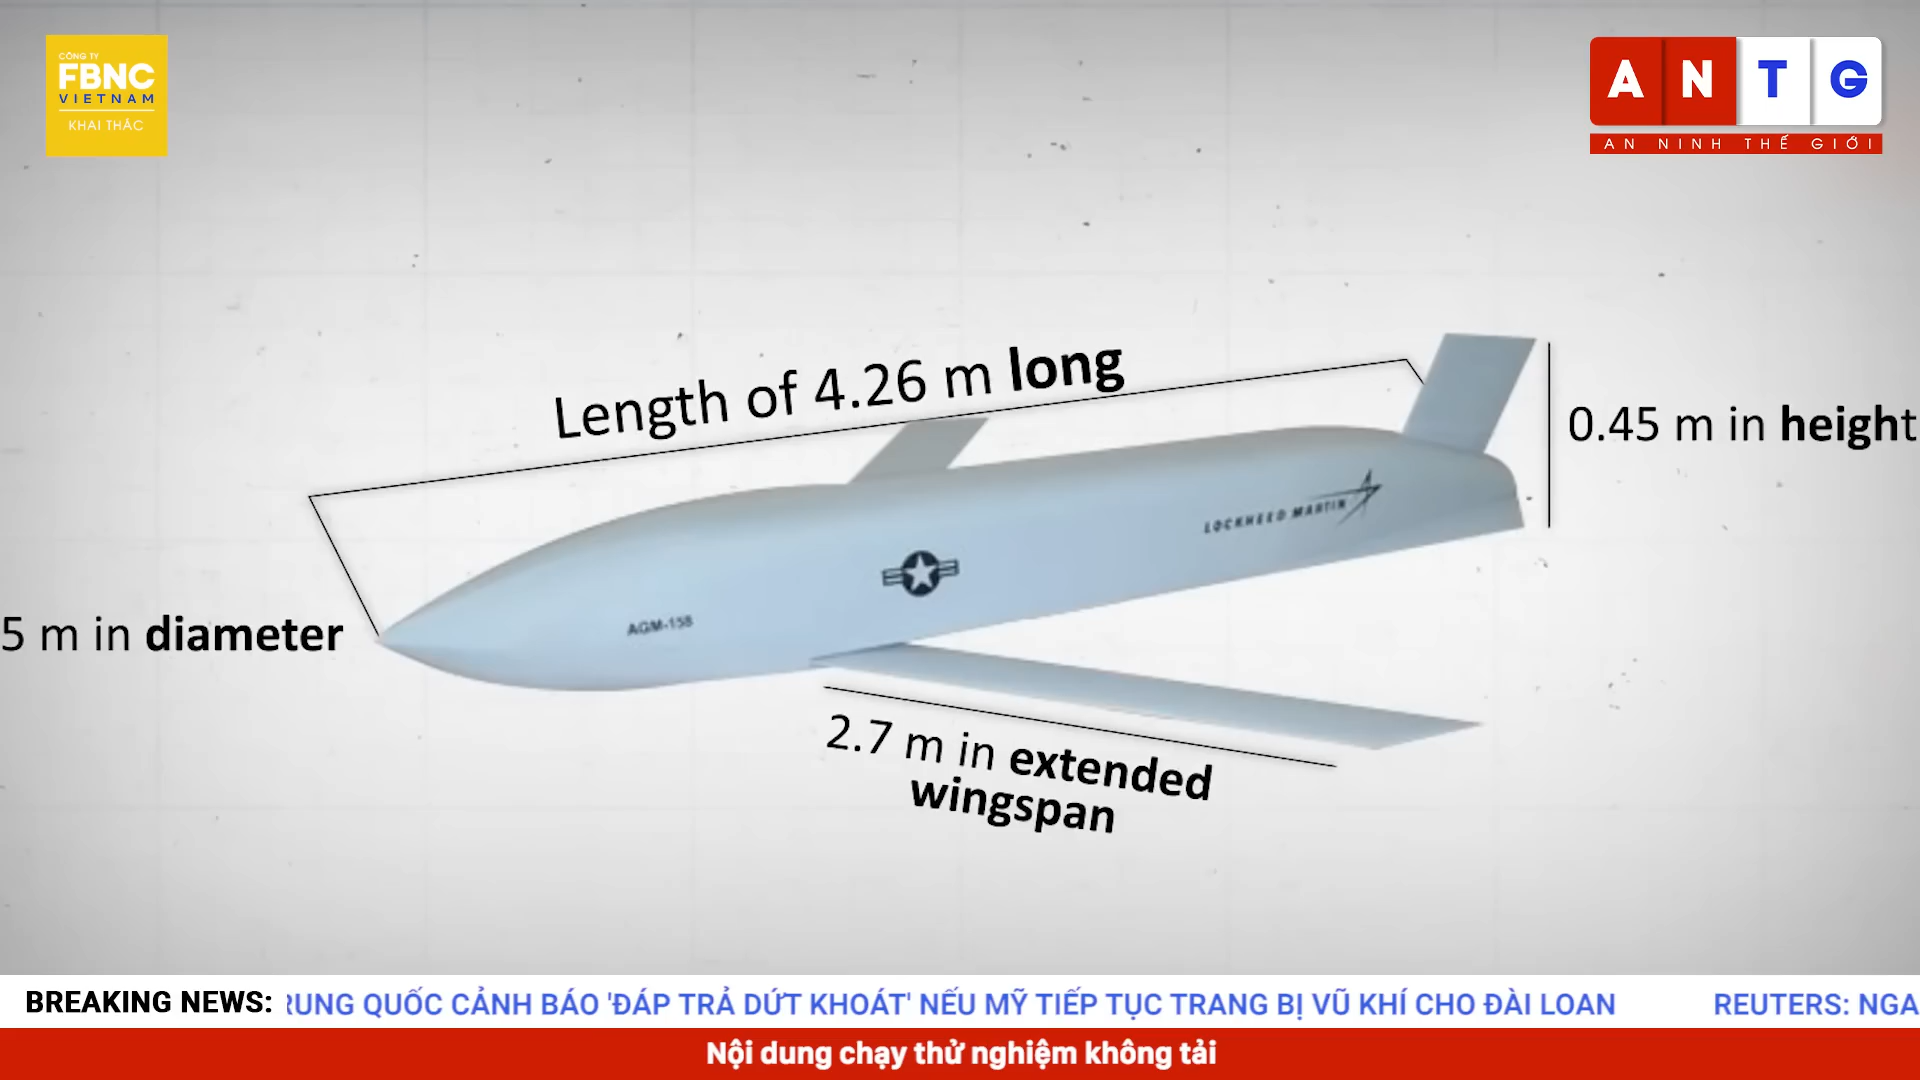 CÔNG TY
FBNC
VIETNAM
KHAI THÁC
ANTG
AN NINH THẾ GIỚI
Length of 4.26 m long
0.45 m in height
LOCKHEED MARTIN
AGM-158
5 m in diameter
2.7 m in extended
wingspan
BREAKING NEWS: RUNG QUỐC CẢNH BÁO 'ĐÁP TRẢ DỨT KHOÁT' NẾU MỸ TIẾP TỤC TRANG BỊ VŨ KHÍ CHO ĐÀI LOAN REUTERS: NGA
Nội dung chạy thử nghiệm không tải